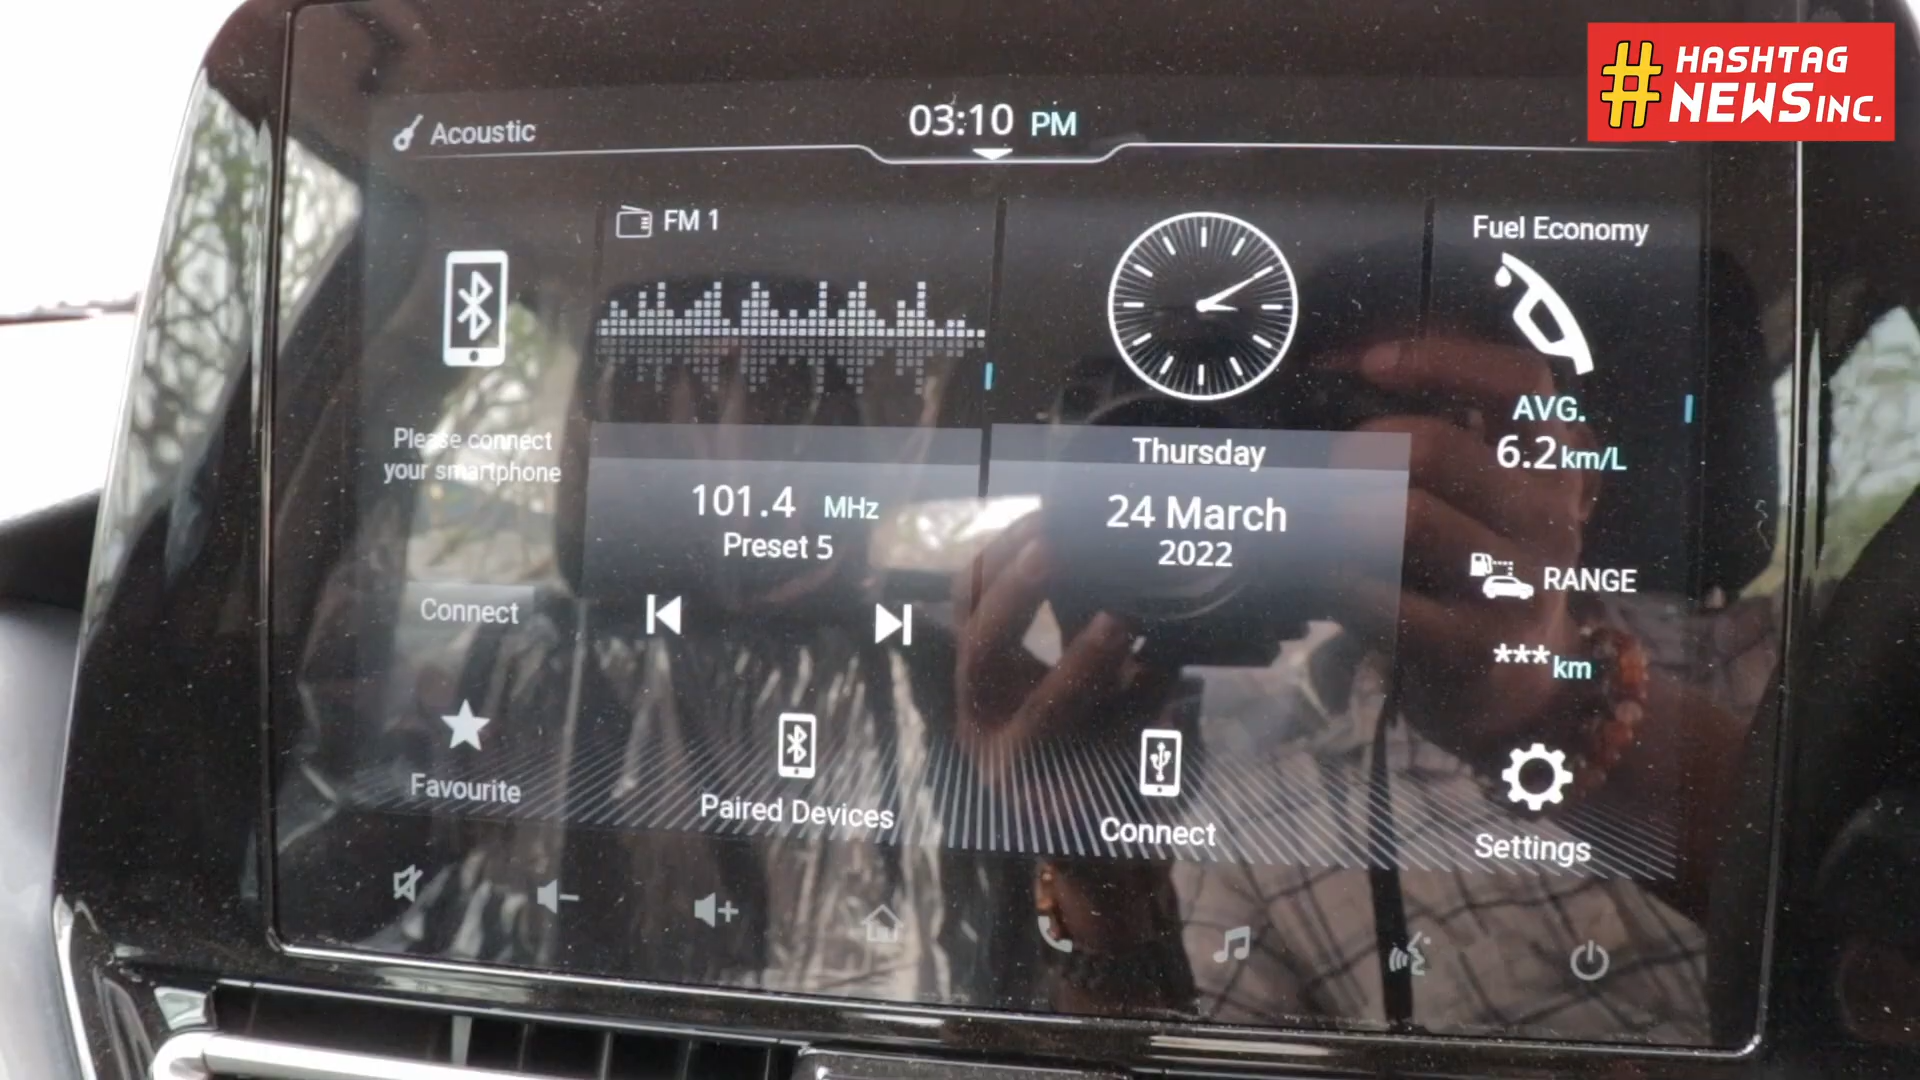 HASHTAG
NEWS INC.
Acoustic
03:10 PM
FM 1
Fuel Economy
Please connect
your smartphone
AVG.
6.2 km/L
Thursday
101.4 MHz
Preset 5
24 March
2022
RANGE
Connect
*** km
Favourite
Paired Devices
Connect
Settings